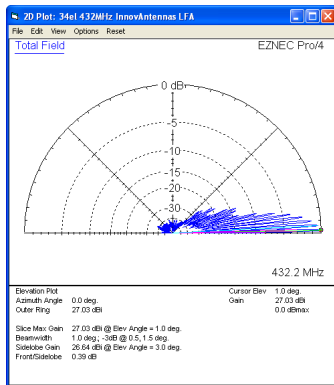 2D Plot: 34el 432MHz InnovAntennas LFA
File Edit View Options Reset
Total Field
EZNEC Pro/4
0 dB
-5
-10
-15
-20
-30
432.2 MHz
Elevation Plot
Cursor Elev 1.0 deg.
Azimuth Angle 0.0 deg.
Gain 27.03 dBi
Outer Ring 27.03 dBi
0.0 dBmax
Slice Max Gain 27.03 dBi @ Elev Angle = 1.0 deg.
Beamwidth 1.0 deg.; -3dB @ 0.5, 1.5 deg.
Sidelobe Gain 26.64 dBi @ Elev Angle = 3.0 deg.
Front/Sidelobe 0.39 dB